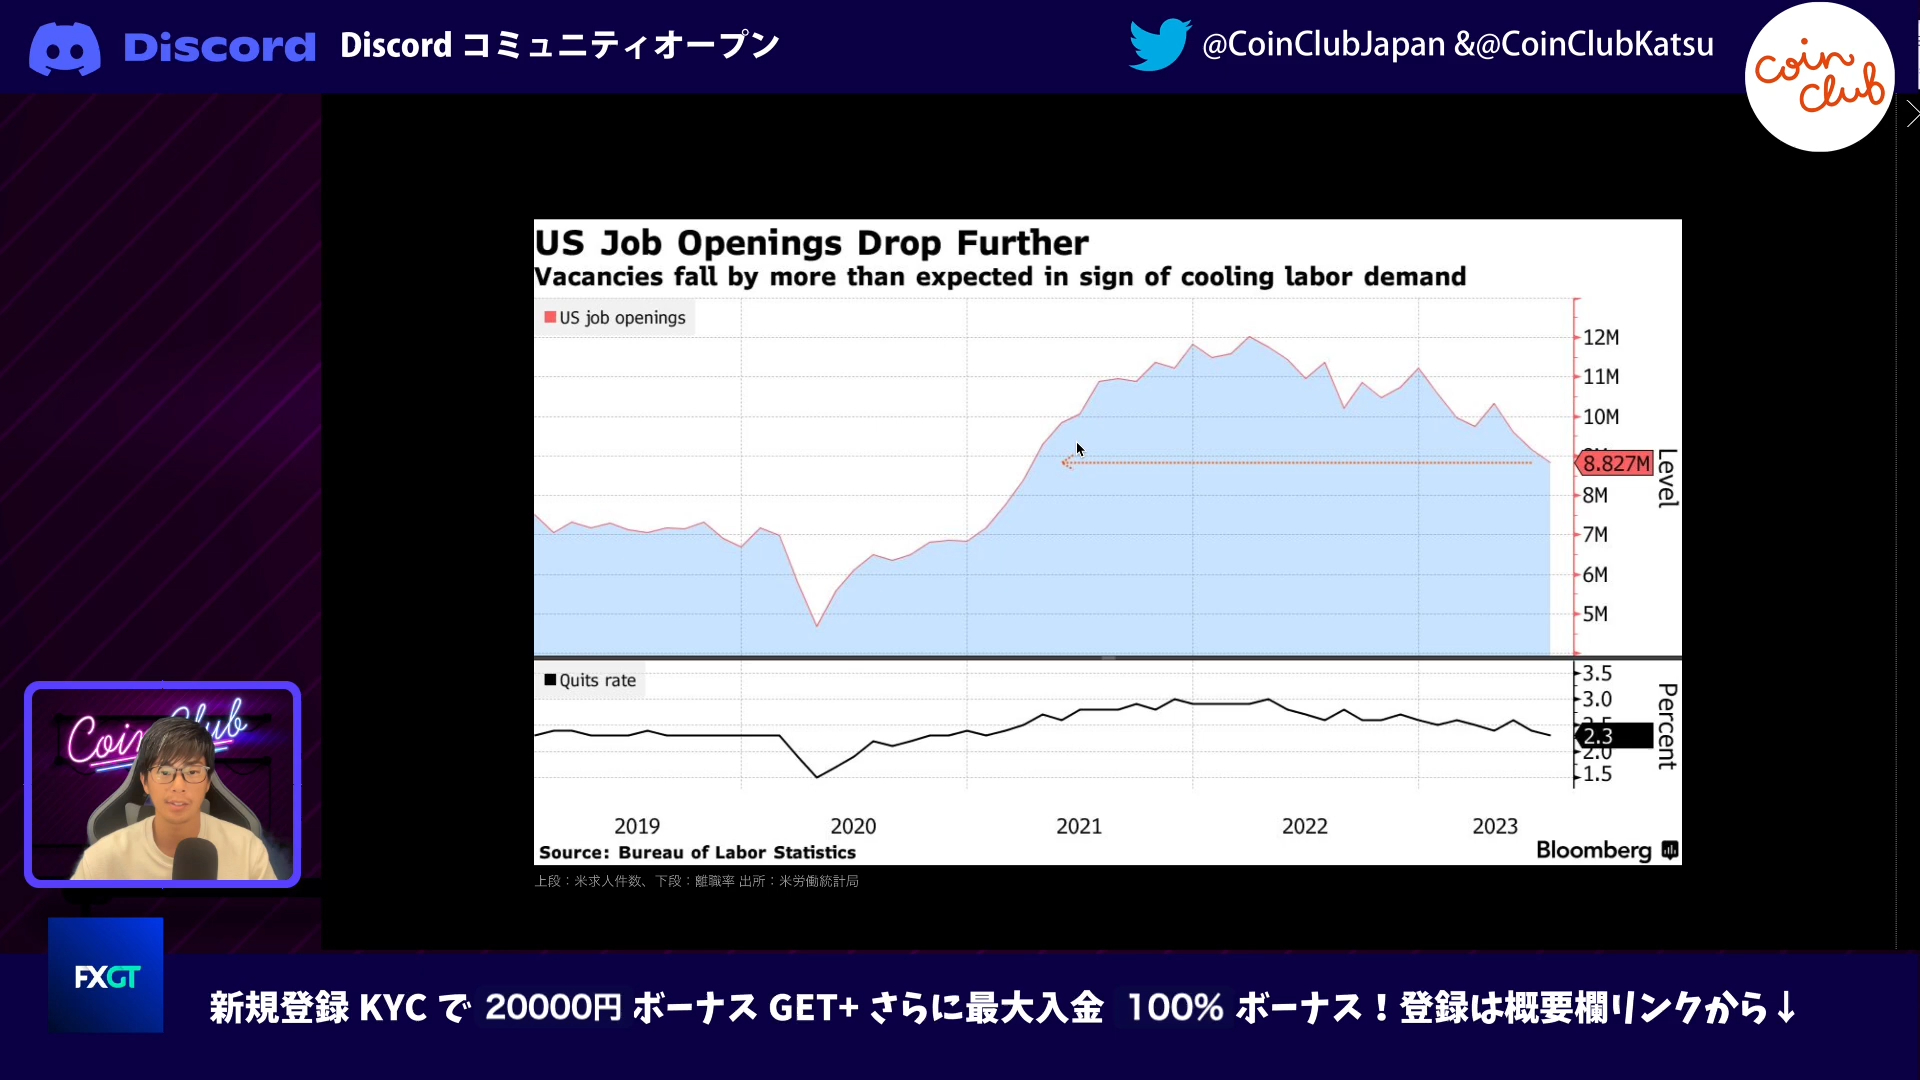 Discord Discord コミュニティオープン
@CoinClubJapan &@CoinClubKatsu
coin club
US Job Openings Drop Further
Vacancies fall by more than expected in sign of cooling labor demand
US job openings
12M
11M
10M
8.827M
8M
7M
6M
5M
Level
Quits rate
3.5
3.0
2.3
2.0
1.5
Percent
2019 2020 2021 2022 2023
Source: Bureau of Labor Statistics
Bloomberg
上段：米求人件数、下段：離職率 出所：米労働統計局
Coin Club
FXGT
新規登録 KYC で 20000円 ボーナス GET+ さらに最大入金 100% ボーナス！登録は概要欄リンクから↓